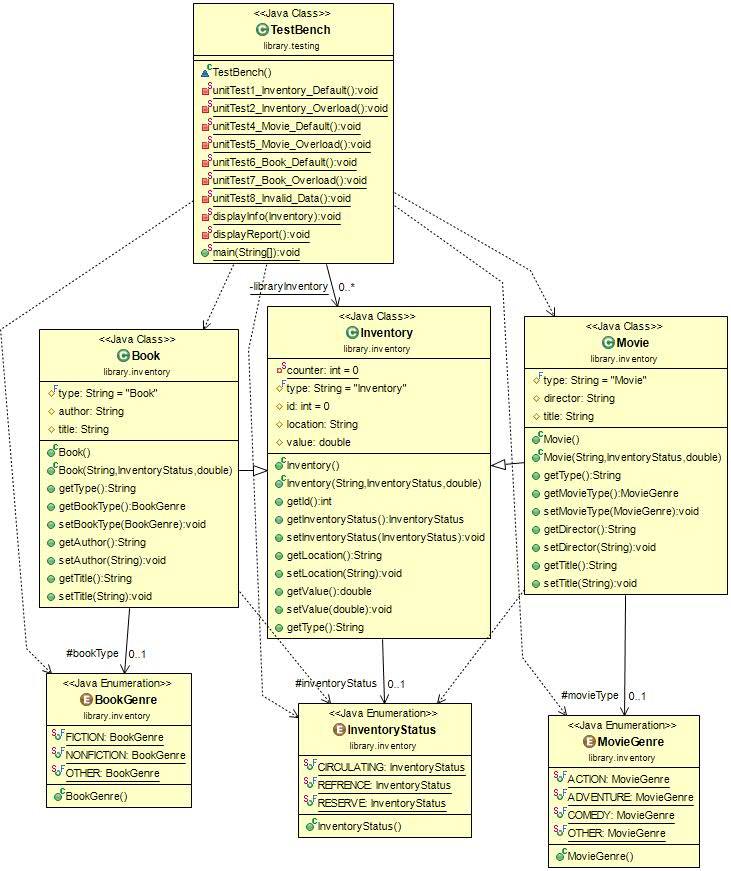 <<Java Class>>
TestBench
library.testing
TestBench()
unitTest1_Inventory_Default():void
unitTest2_Inventory_Overload():void
unitTest4_Movie_Default():void
unitTest5_Movie_Overload():void
unitTest6_Book_Default():void
unitTest7_Book_Overload():void
unitTest8_Invalid_Data():void
displayInfo(Inventory):void
displayReport():void
main(String[]):void
-libraryInventory 0..*
<<Java Class>>
Book
library.inventory
type: String = "Book"
author: String
title: String
Book()
Book(String,InventoryStatus,double)
getType():String
getBookType():BookGenre
setBookType(BookGenre):void
getAuthor():String
setAuthor(String):void
getTitle():String
setTitle(String):void
<<Java Class>>
Inventory
library.inventory
counter: int = 0
type: String = "Inventory"
id: int = 0
location: String
value: double
Inventory()
Inventory(String,InventoryStatus,double)
getId():int
getInventoryStatus():InventoryStatus
setInventoryStatus(InventoryStatus):void
getLocation():String
setLocation(String):void
getValue():double
setValue(double):void
getType():String
<<Java Class>>
Movie
library.inventory
type: String = "Movie"
director: String
title: String
Movie()
Movie(String,InventoryStatus,double)
getType():String
getMovieType():MovieGenre
setMovieType(MovieGenre):void
getDirector():String
setDirector(String):void
getTitle():String
setTitle(String):void
#bookType 0..1
#inventoryStatus 0..1
#movieType 0..1
<<Java Enumeration>>
BookGenre
library.inventory
FICTION: BookGenre
NONFICTION: BookGenre
OTHER: BookGenre
BookGenre()
<<Java Enumeration>>
InventoryStatus
library.inventory
CIRCULATING: InventoryStatus
REFRENCE: InventoryStatus
RESERVE: InventoryStatus
InventoryStatus()
<<Java Enumeration>>
MovieGenre
library.inventory
ACTION: MovieGenre
ADVENTURE: MovieGenre
COMEDY: MovieGenre
OTHER: MovieGenre
MovieGenre()